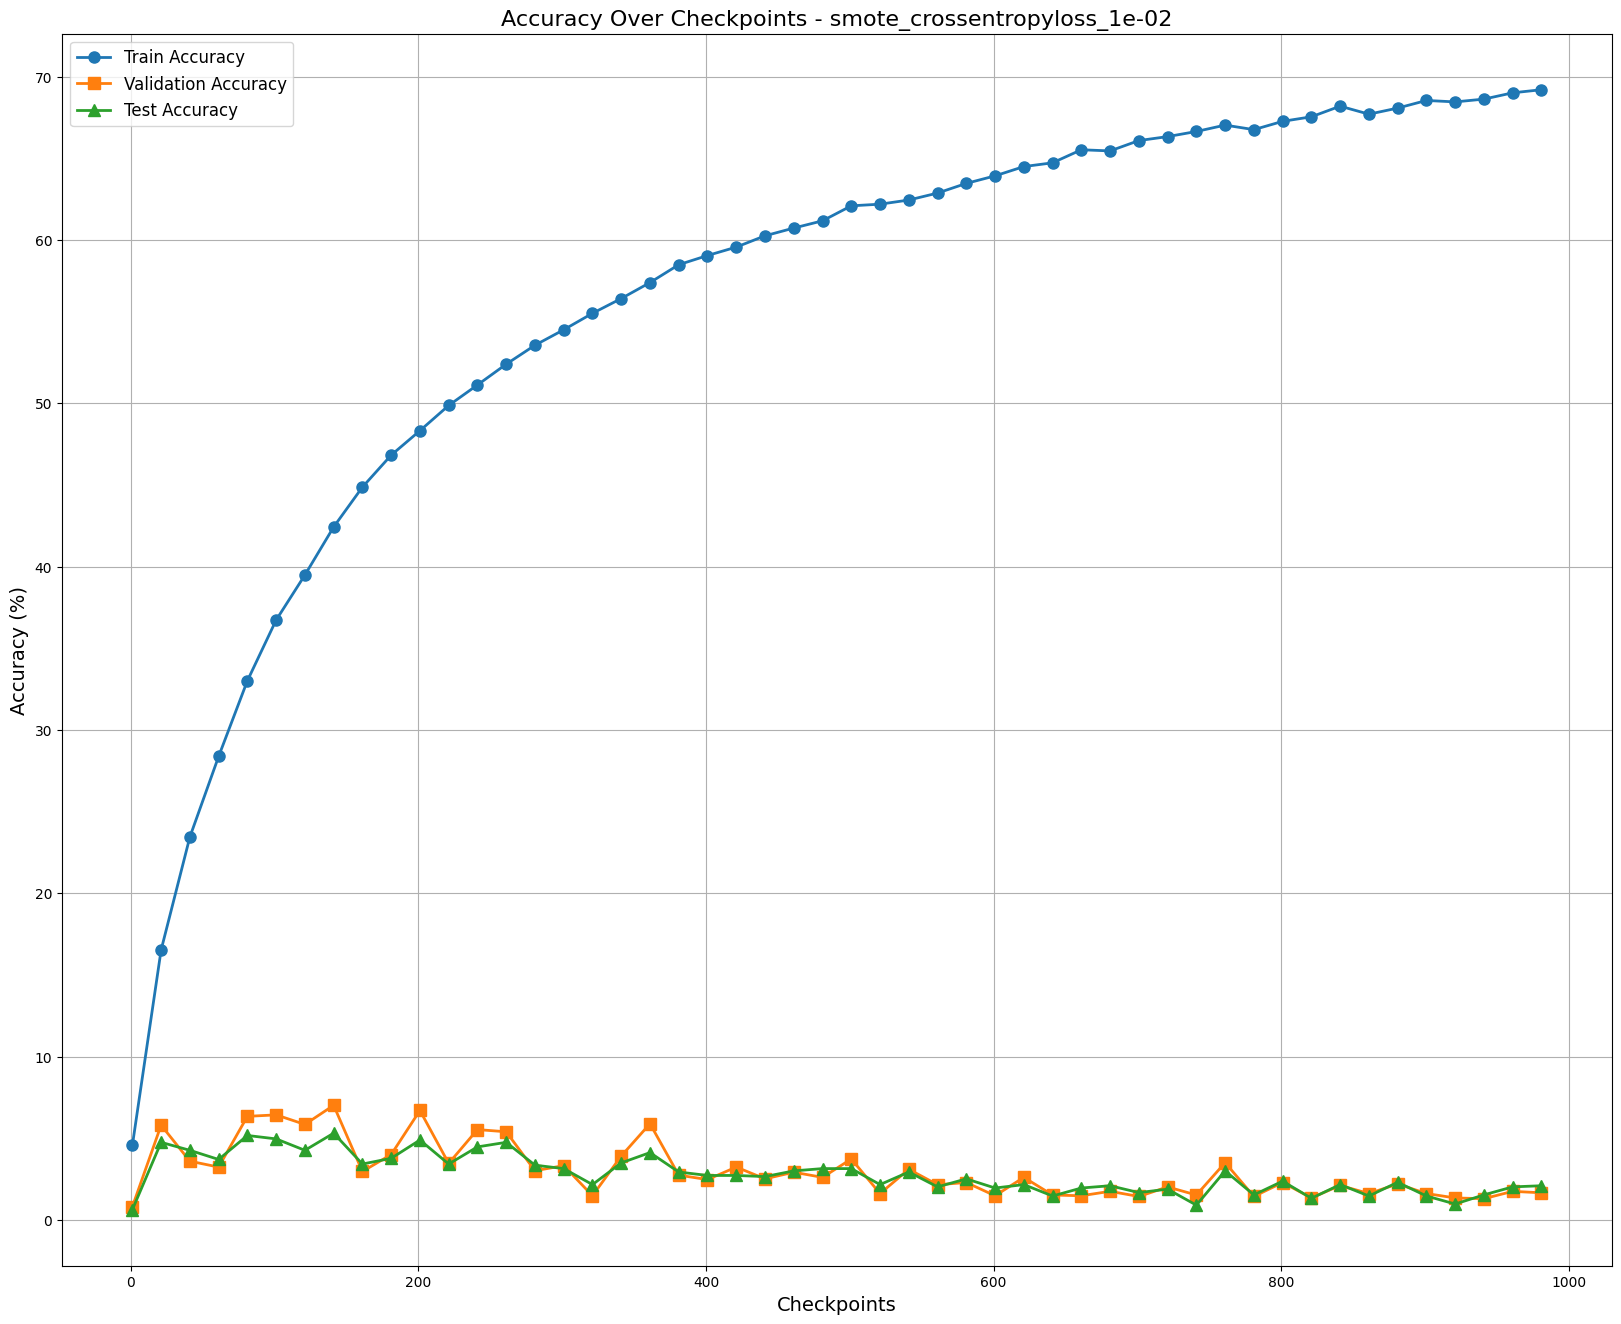 Accuracy Over Checkpoints - smote_crossentropyloss_1e-02
Train Accuracy
Validation Accuracy
Test Accuracy
70
60
50
40
30
20
10
0
Accuracy (%)
0 200 400 600 800 1000
Checkpoints